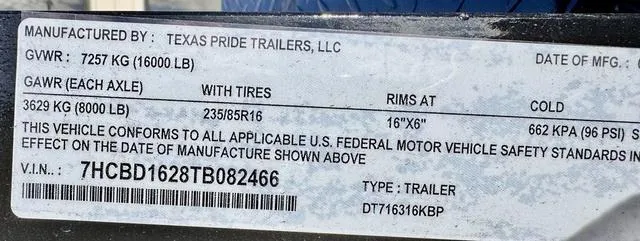 MANUFACTURED BY : TEXAS PRIDE TRAILERS, LLC
GVWR : 7257 KG (16000 LB) DATE OF MFG. :
GAWR (EACH AXLE) WITH TIRES RIMS AT COLD
3629 KG (8000 LB) 235/85R16 16"X6" 662 KPA (96 PSI) S
THIS VEHICLE CONFORMS TO ALL APPLICABLE U.S. FEDERAL MOTOR VEHICLE SAFETY STANDARDS IN
EFFECT ON THE DATE OF MANUFACTURE SHOWN ABOVE
V.I.N.. : 7HCBD1628TB082466
TYPE : TRAILER
DT716316KBP